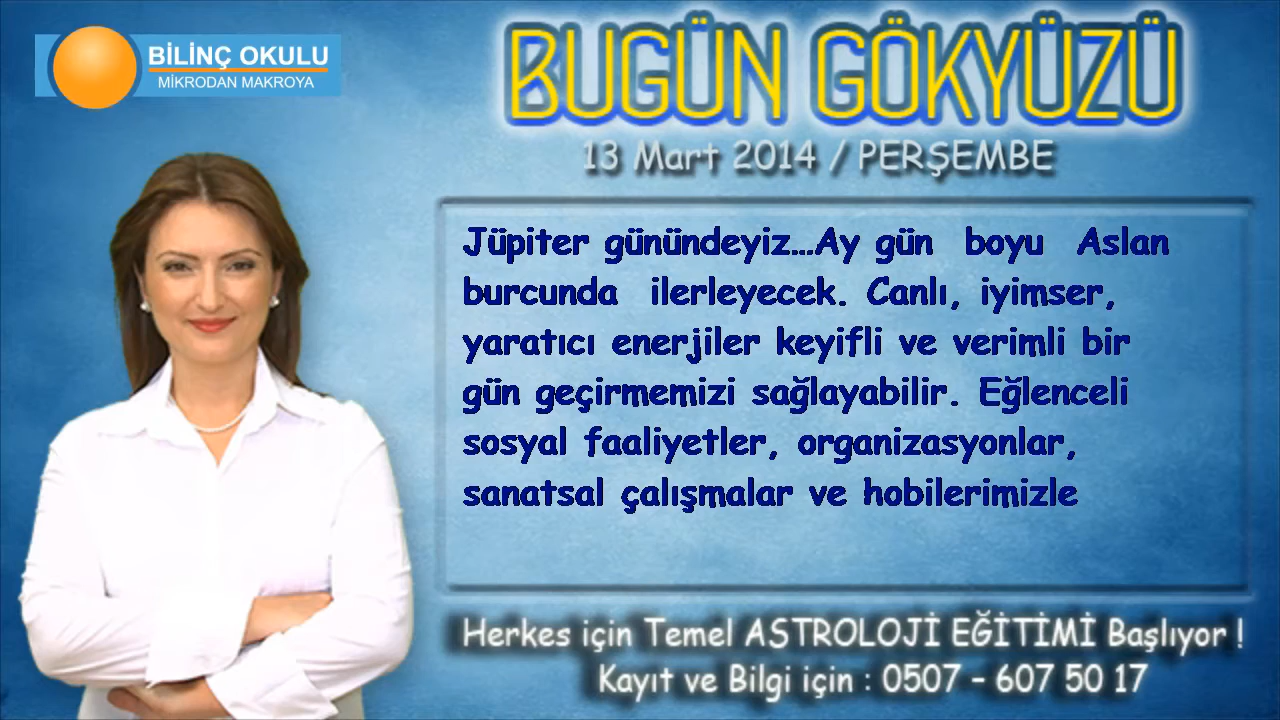 BİLİNÇ OKULU
MİKRODAN MAKROYA
BUGÜN GÖKYÜZÜ
13 Mart 2014 / PERŞEMBE
Jüpiter günündeyiz...Ay gün boyu Aslan
burcunda ilerleyecek. Canlı, iyimser,
yaratıcı enerjiler keyifli ve verimli bir
gün geçirmemizi sağlayabilir. Eğlenceli
sosyal faaliyetler, organizasyonlar,
sanatsal çalışmalar ve hobilerimizle
Herkes için Temel ASTROLOJİ EĞİTİMİ Başlıyor !
Kayıt ve Bilgi için : 0507 – 607 50 17